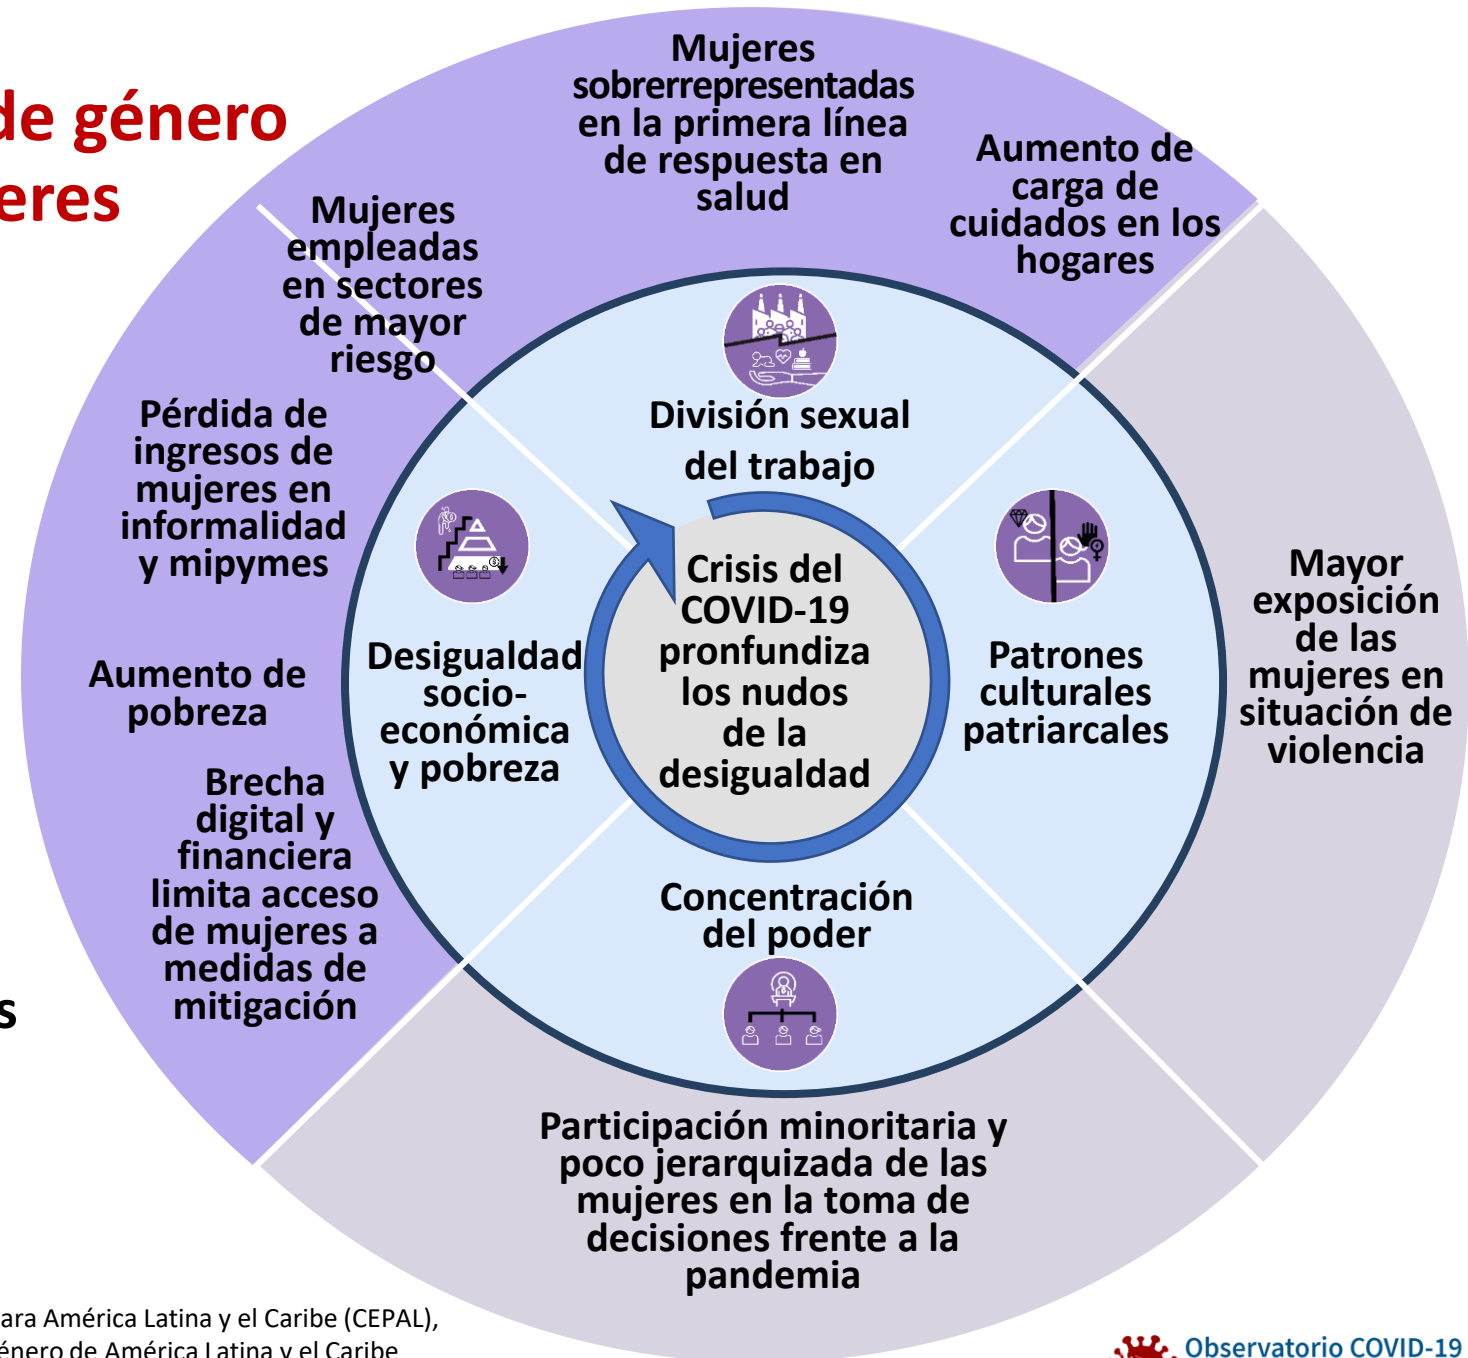 de género
eres
Mujeres
sobrerrepresentadas
en la primera línea
de respuesta en
salud
Aumento de
carga de
cuidados en los
hogares
Mujeres
empleadas
en sectores
de mayor
riesgo
Pérdida de
ingresos de
mujeres en
informalidad
y mipymes
Aumento de
pobreza
Brecha
digital y
financiera
limita acceso
de mujeres a
medidas de
mitigación
s
División sexual
del trabajo
Desigualdad
socio-
económica
y pobreza
Crisis del
COVID-19
pronfundiza
los nudos
de la
desigualdad
Patrones
culturales
patriarcales
Mayor
exposición
de las
mujeres en
situación de
violencia
Concentración
del poder
Participación minoritaria y
poco jerarquizada de las
mujeres en la toma de
decisiones frente a la
pandemia
ara América Latina y el Caribe (CEPAL),
énero de América Latina y el Caribe
Observatorio COVID-19